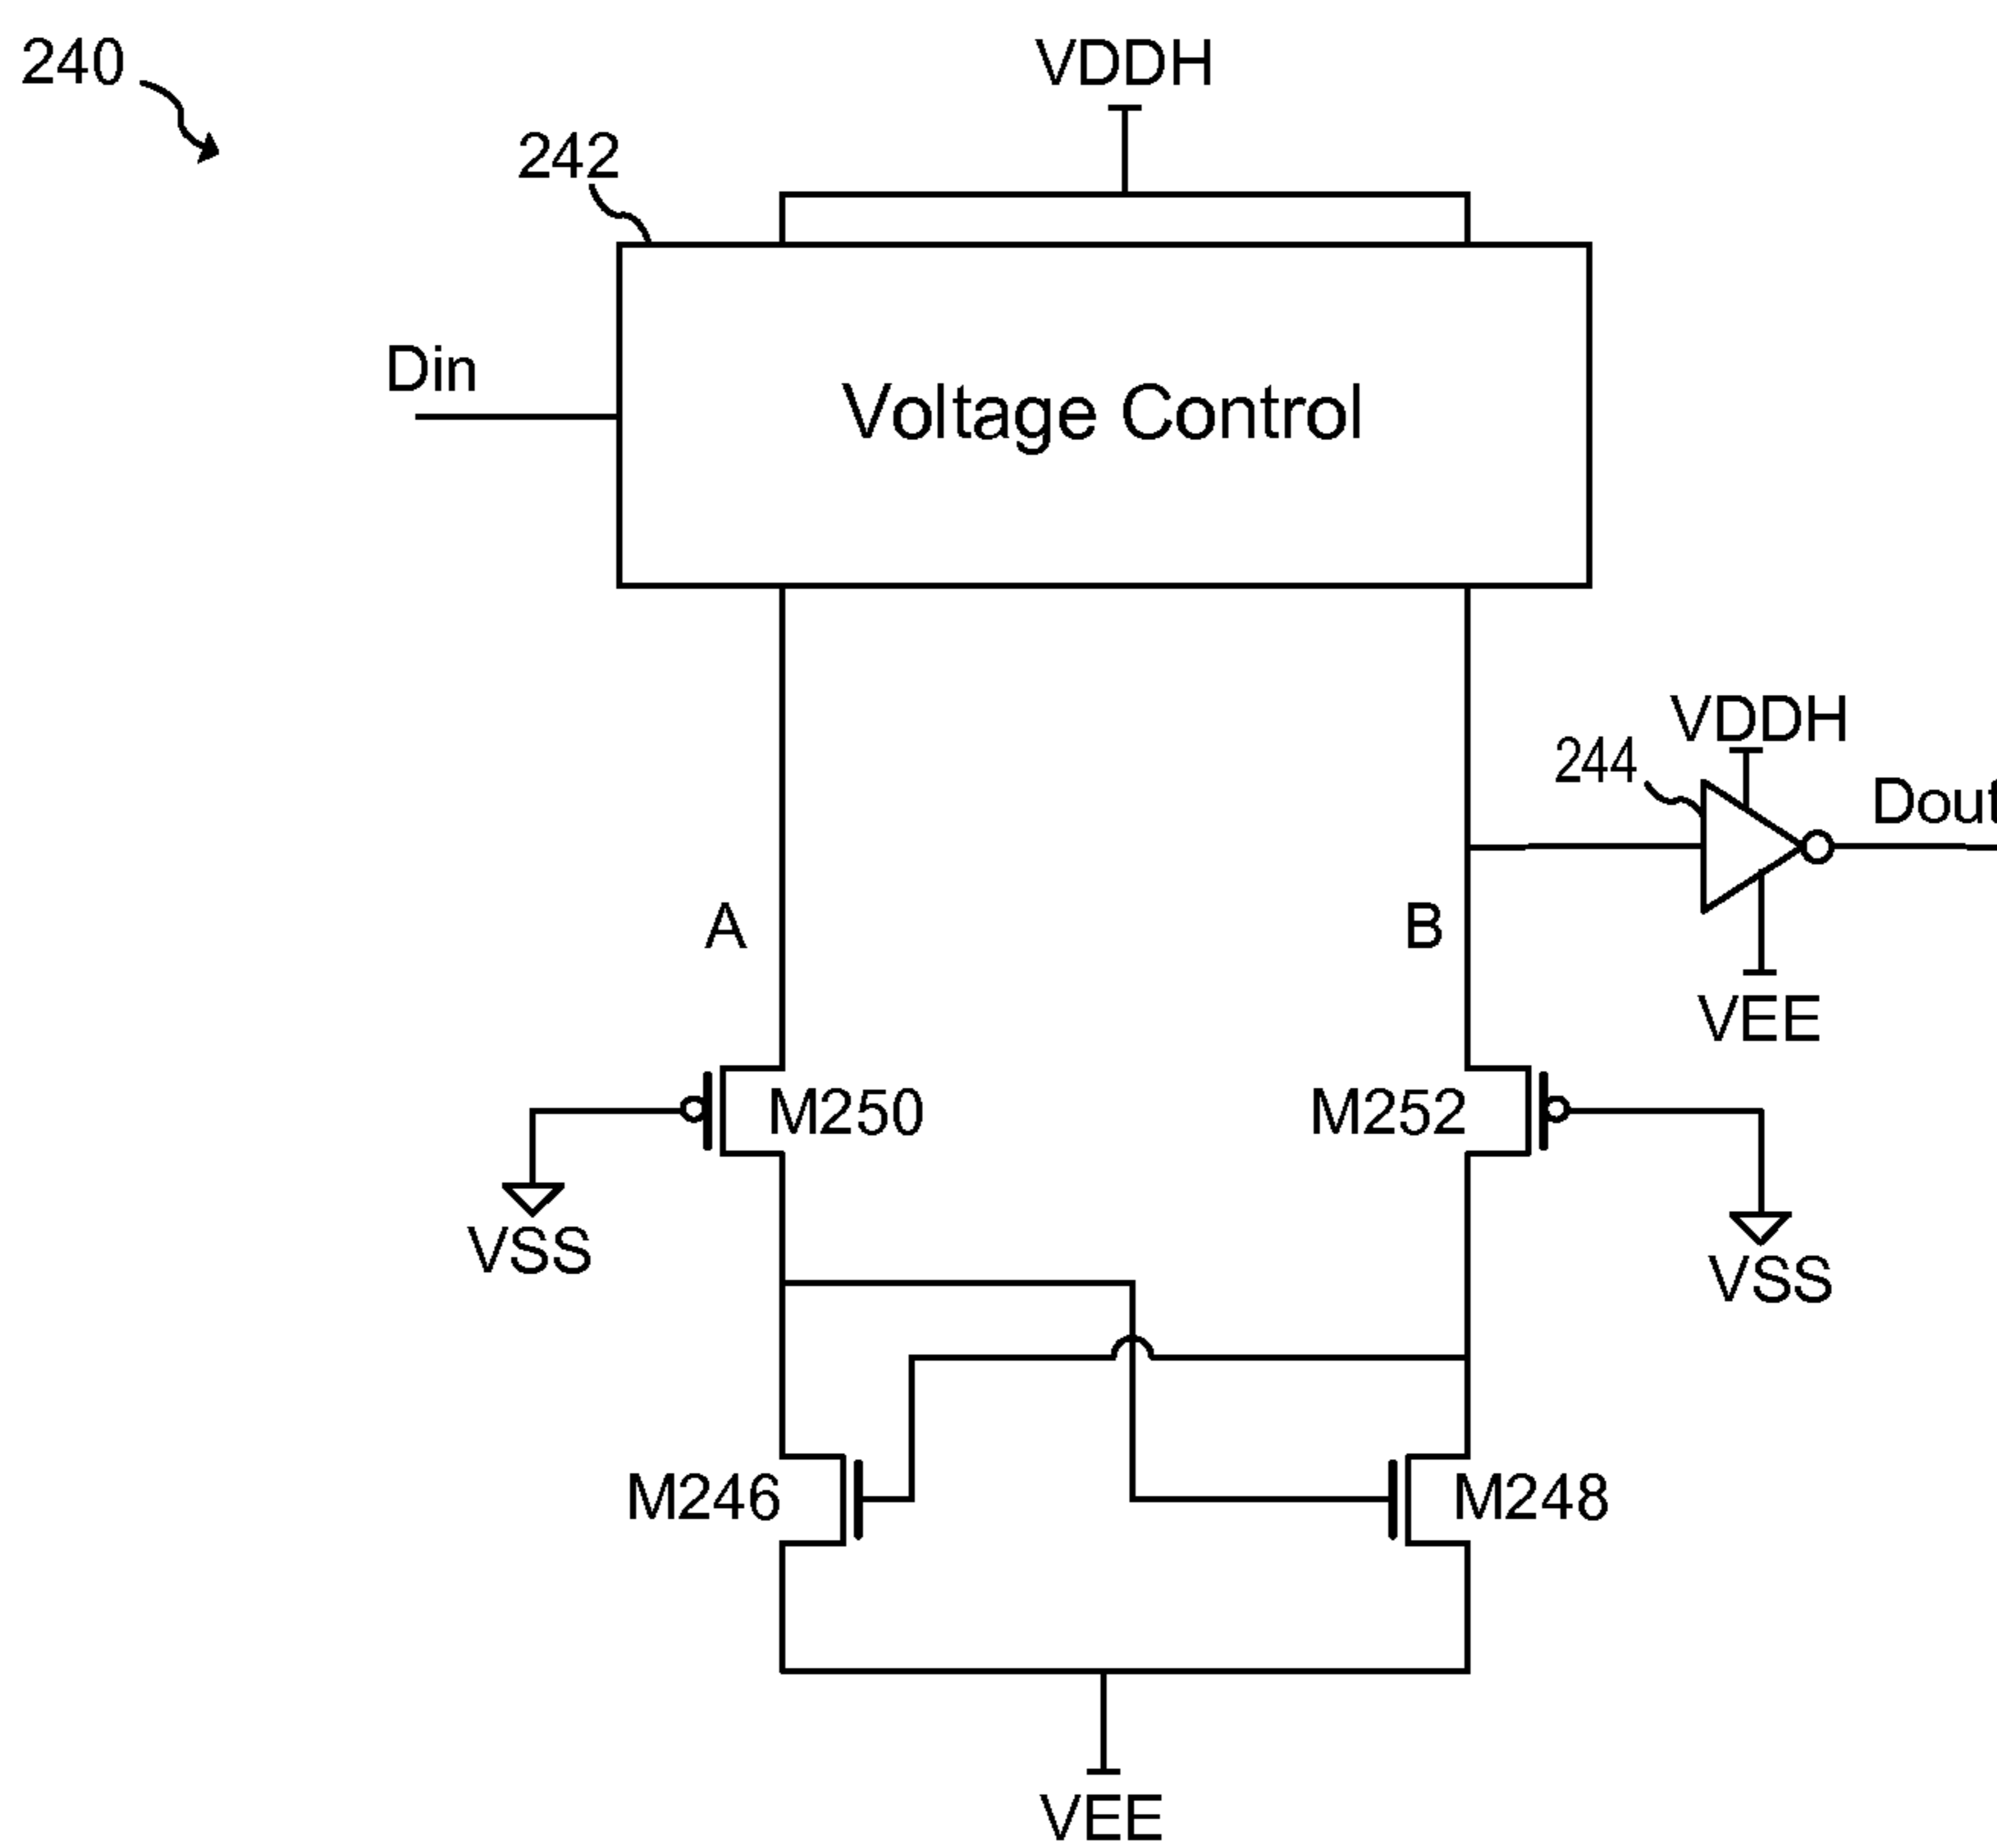 240
VDDH
242
Din
Voltage Control
VDDH
244
Dout
A
B
VEE
M250
M252
VSS
VSS
M246
M248
VEE